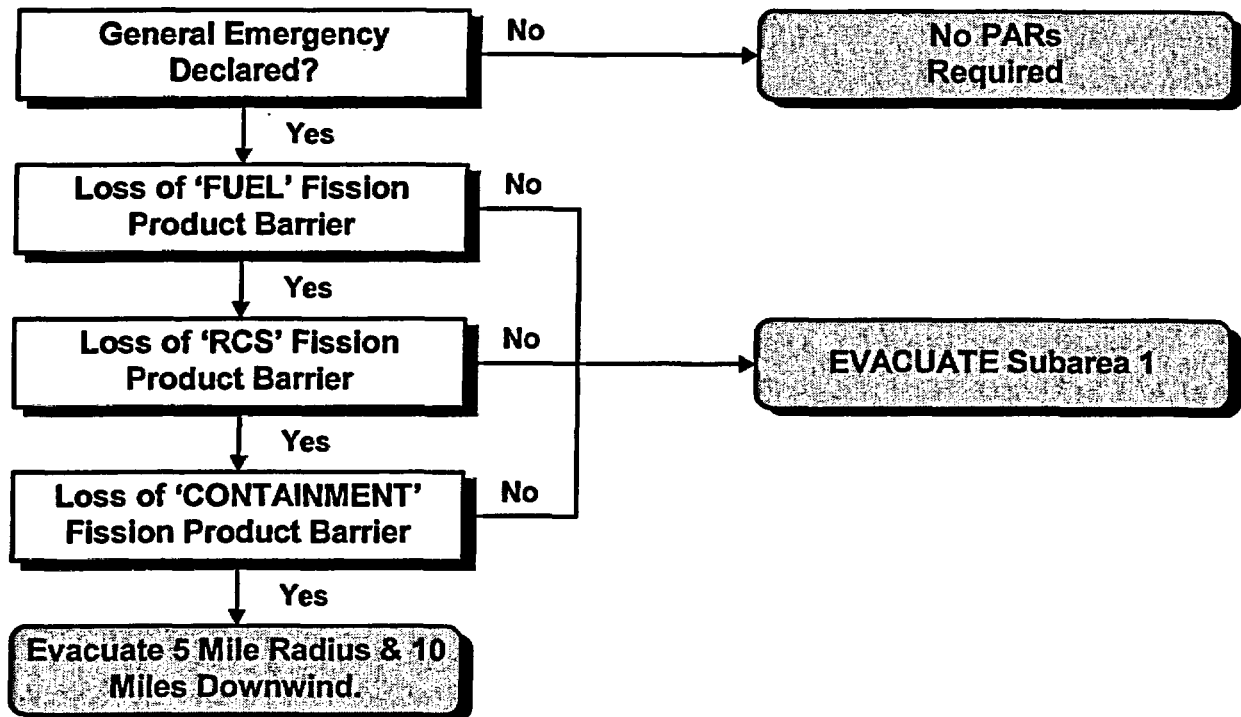 General Emergency
Declared?
No
No PARs
Required
Yes
Loss of ‘FUEL’ Fission
Product Barrier
No
Yes
Loss of ‘RCS’ Fission
Product Barrier
No
EVACUATE Subarea 1
Yes
Loss of ‘CONTAINMENT’
Fission Product Barrier
No
Yes
Evacuate 5 Mile Radius & 10
Miles Downwind.